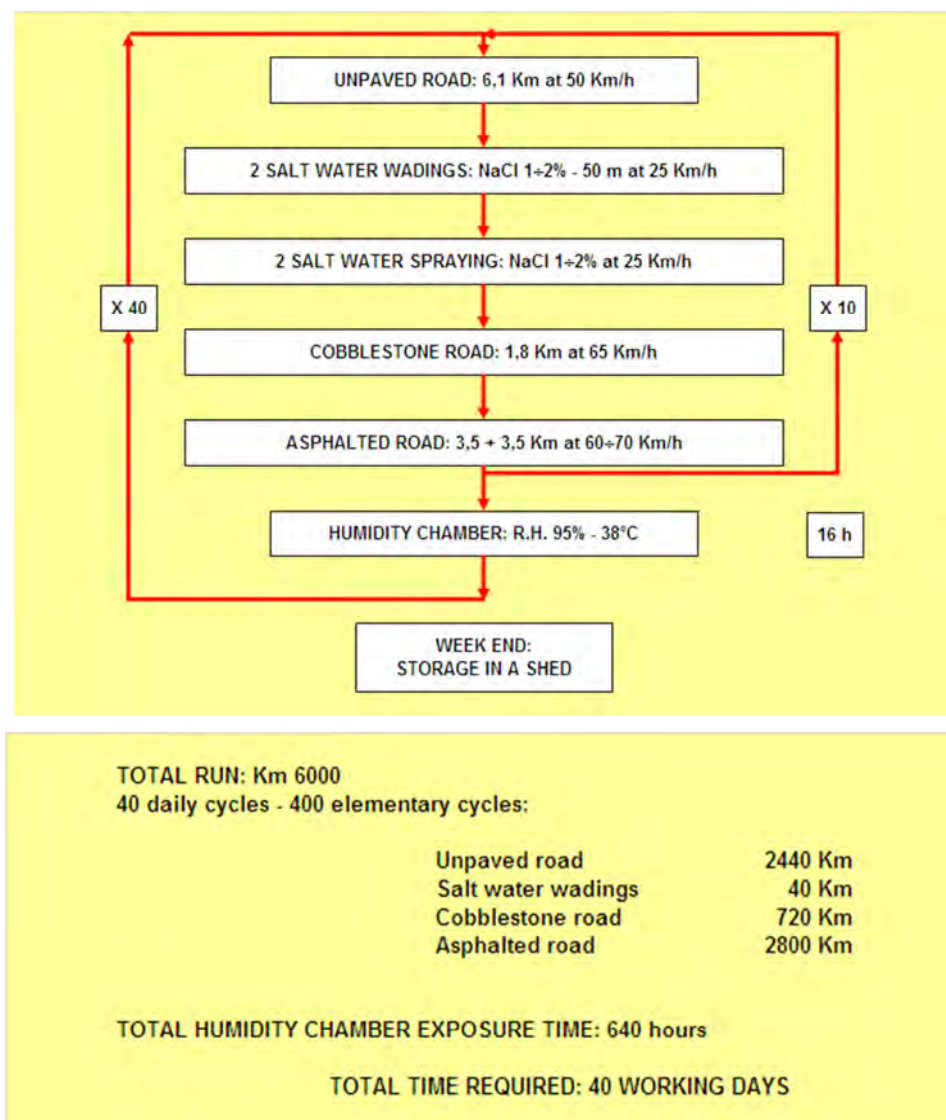 UNPAVED ROAD: 6,1 Km at 50 Km/h
2 SALT WATER WADINGS: NaCl 1÷2% - 50 m at 25 Km/h
2 SALT WATER SPRAYING: NaCl 1÷2% at 25 Km/h
X 40
X 10
COBBLESTONE ROAD: 1,8 Km at 65 Km/h
ASPHALTED ROAD: 3,5 + 3,5 Km at 60÷70 Km/h
HUMIDITY CHAMBER: R.H. 95% - 38°C
16 h
WEEK END:
STORAGE IN A SHED
TOTAL RUN: Km 6000
40 daily cycles - 400 elementary cycles:
Unpaved road 2440 Km
Salt water wadings 40 Km
Cobblestone road 720 Km
Asphalted road 2800 Km
TOTAL HUMIDITY CHAMBER EXPOSURE TIME: 640 hours
TOTAL TIME REQUIRED: 40 WORKING DAYS